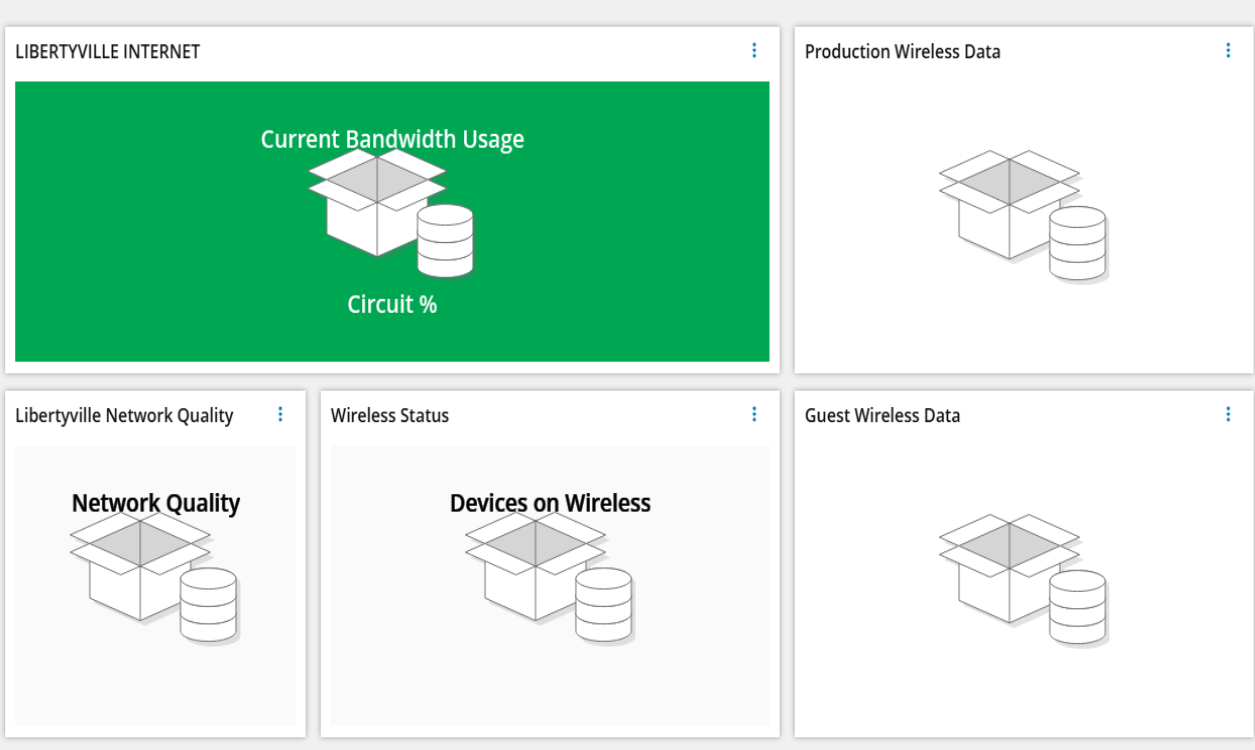 LIBERTYVILLE INTERNET
Current Bandwidth Usage
Circuit %
Production Wireless Data
Libertyville Network Quality
Network Quality
Wireless Status
Devices on Wireless
Guest Wireless Data